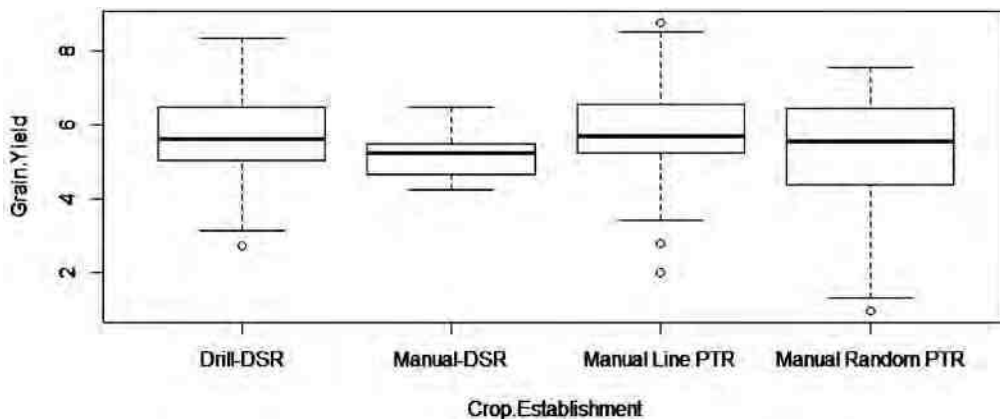 Grain.Yield
8
6
4
2
Drill-DSR Manual-DSR Manual Line PTR Manual Random PTR
Crop.Establishment